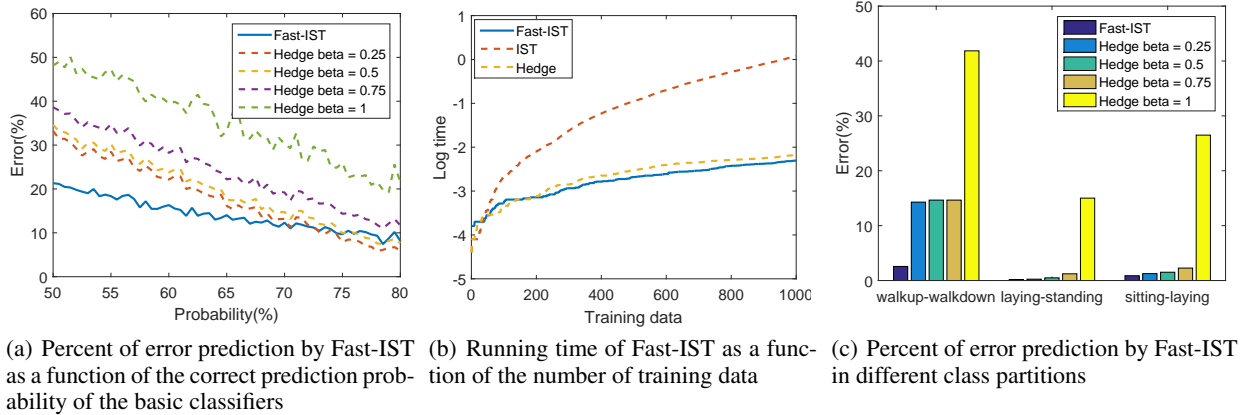 60
50
40
30
20
10
0
Error(%)
50 55 60 65 70 75 80
Probability(%)
Fast-IST
Hedge beta = 0.25
Hedge beta = 0.5
Hedge beta = 0.75
Hedge beta = 1
(a) Percent of error prediction by Fast-IST
as a function of the correct prediction prob-
ability of the basic classifiers
1
0
-1
-2
-3
-4
-5
Log time
0 200 400 600 800 1000
Training data
Fast-IST
IST
Hedge
(b) Running time of Fast-IST as a func-
tion of the number of training data
50
40
30
20
10
0
Error(%)
walkup-walkdown laying-standing sitting-laying
Fast-IST
Hedge beta = 0.25
Hedge beta = 0.5
Hedge beta = 0.75
Hedge beta = 1
(c) Percent of error prediction by Fast-IST
in different class partitions